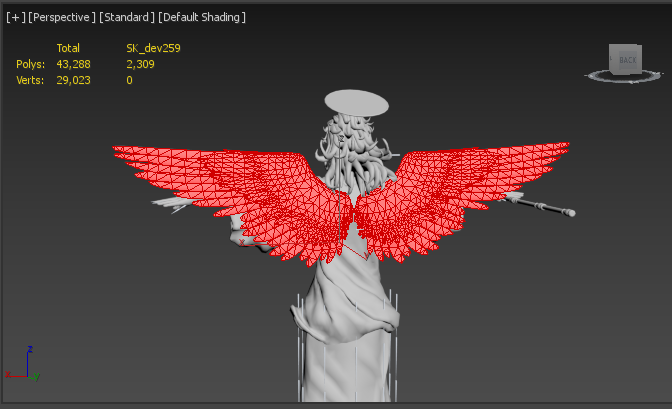 [+] [Perspective] [Standard] [Default Shading]
Total SK_dev259
Polys: 43,288 2,309
Verts: 29,023 0
BACK
z
x
y